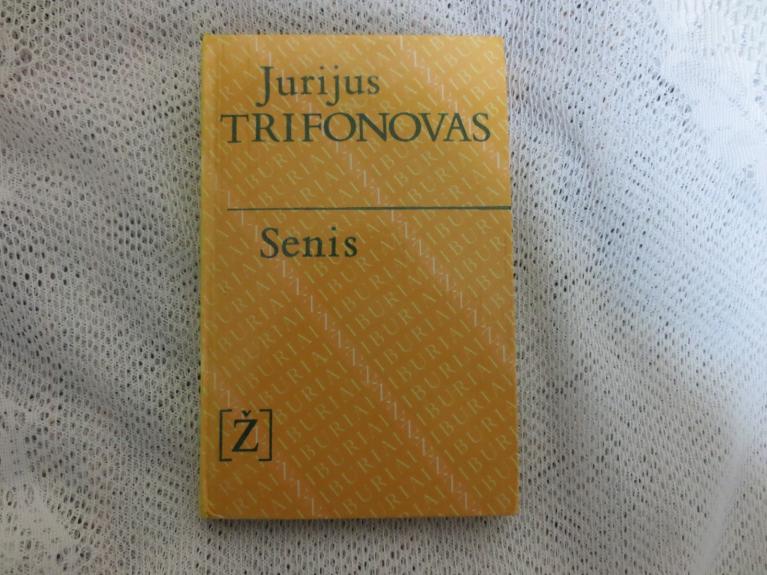 Jurijus
TRIFONOVAS
Senis
[Ž]